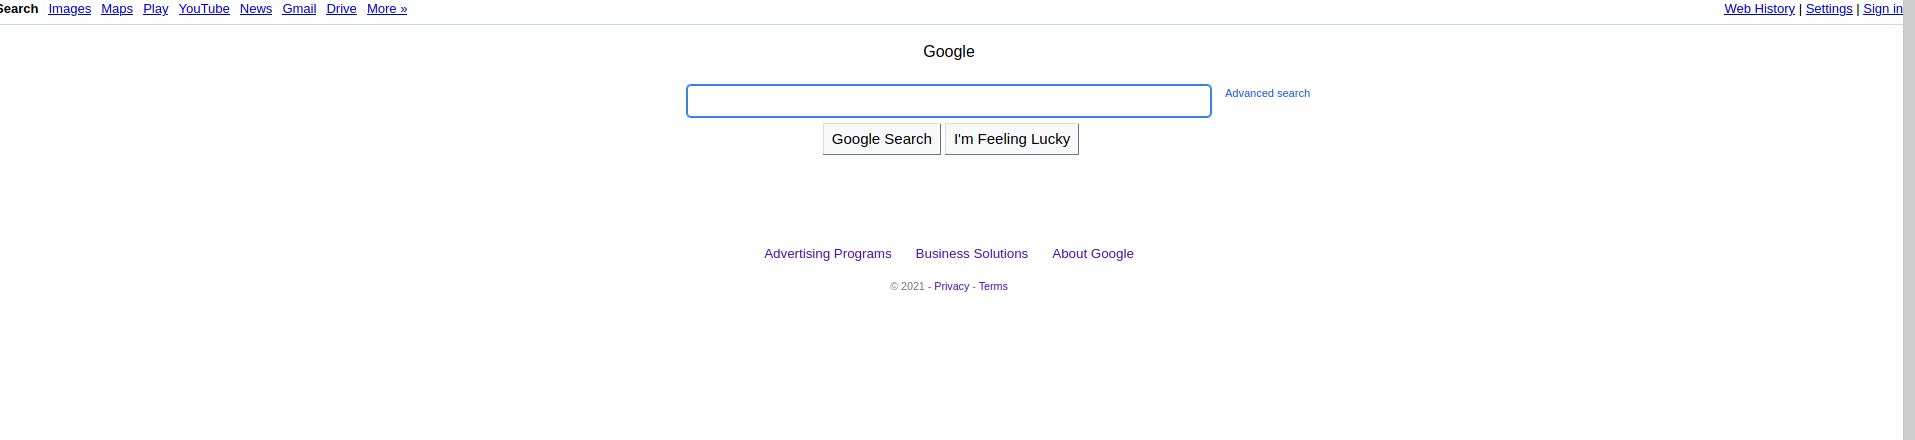 Search Images Maps Play YouTube News Gmail Drive More » Web History | Settings | Sign in
Google
Advanced search
Google Search I'm Feeling Lucky
Advertising Programs Business Solutions About Google
© 2021 - Privacy - Terms